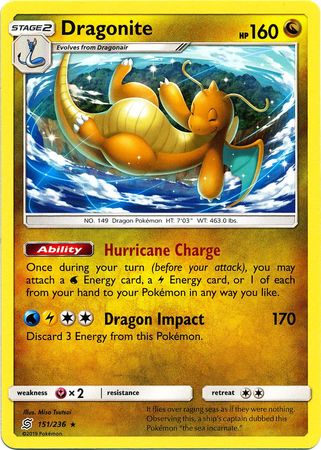 STAGE2 Dragonite HP160
Evolves from Dragonair
NO. 149 Dragon Pokémon HT: 7'03" WT: 463.0 lbs.
Ability Hurricane Charge
Once during your turn (before your attack), you may
attach a Energy card, a Energy card, or 1 of
each from your hand to your Pokémon in any way you like.
Dragon Impact 170
Discard 3 Energy from this Pokémon.
weakness × 2 resistance retreat
Illus. Misa Tsutsui
151/236
©2019 Pokémon
It flies over raging seas as if they were nothing.
Observing this, a ship's captain dubbed this
Pokémon "the sea incarnate."